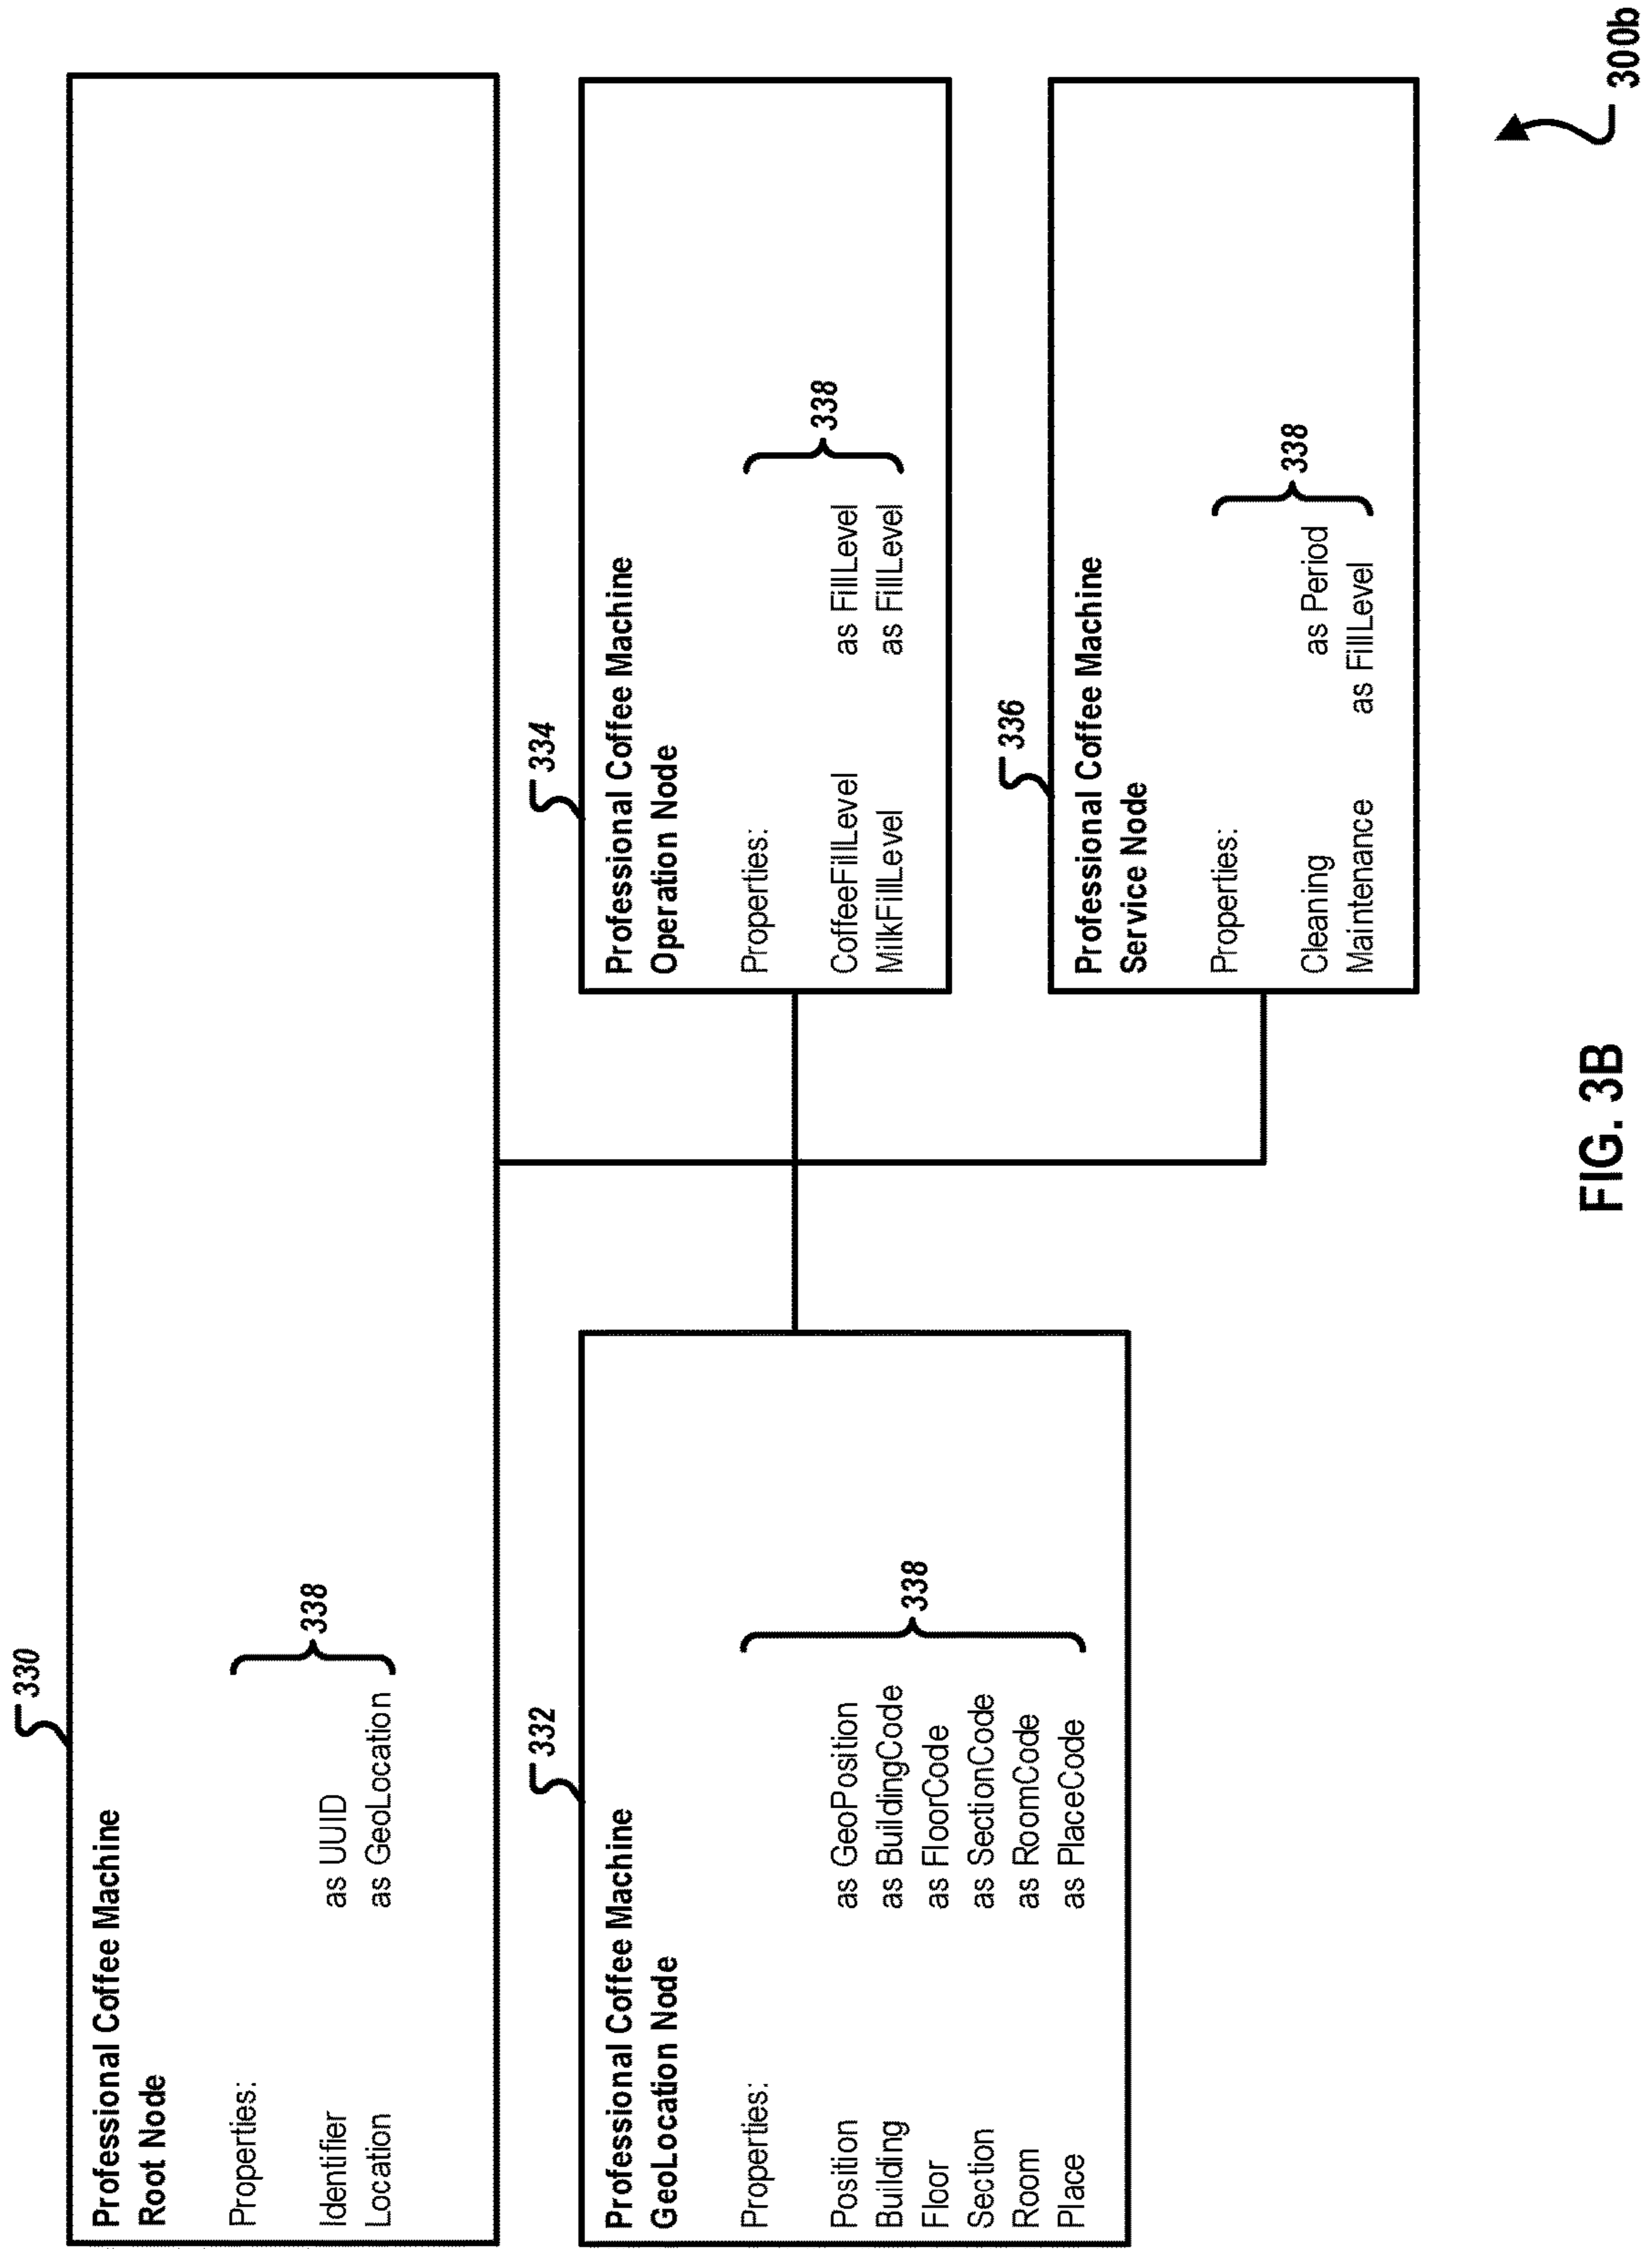 330
Professional Coffee Machine
Root Node
Properties:
Identifier as UUID
Location as GeoLocation
338
332
Professional Coffee Machine
GeoLocation Node
Properties:
Position as GeoPosition
Building as BuildingCode
Floor as FloorCode
Section as SectionCode
Room as RoomCode
Place as PlaceCode
338
334
Professional Coffee Machine
Operation Node
Properties:
CoffeeFillLevel as FillLevel
MilkFillLevel as FillLevel
338
336
Professional Coffee Machine
Service Node
Properties:
Cleaning as Period
Maintenance as FillLevel
338
300b
FIG. 3B